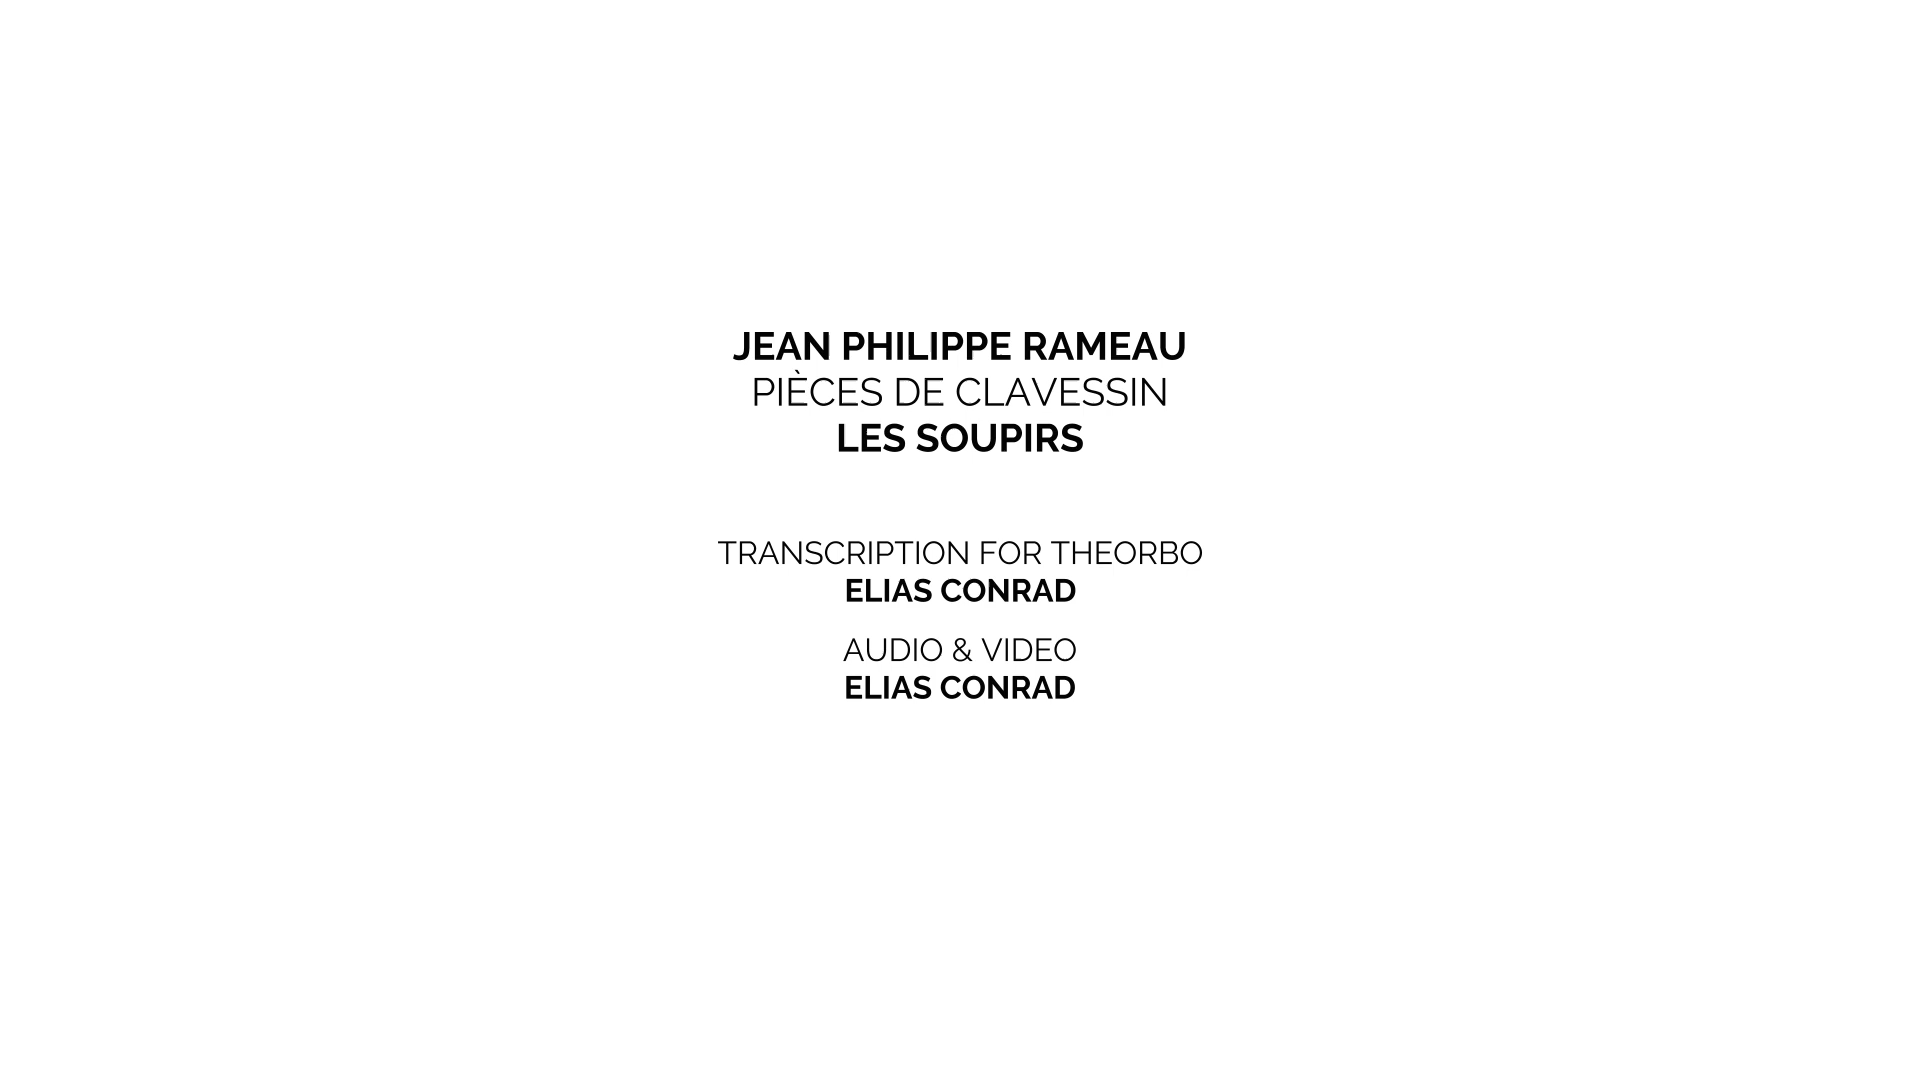 JEAN PHILIPPE RAMEAU
PIÈCES DE CLAVESSIN
LES SOUPIRS
TRANSCRIPTION FOR THEORBO
ELIAS CONRAD
AUDIO & VIDEO
ELIAS CONRAD